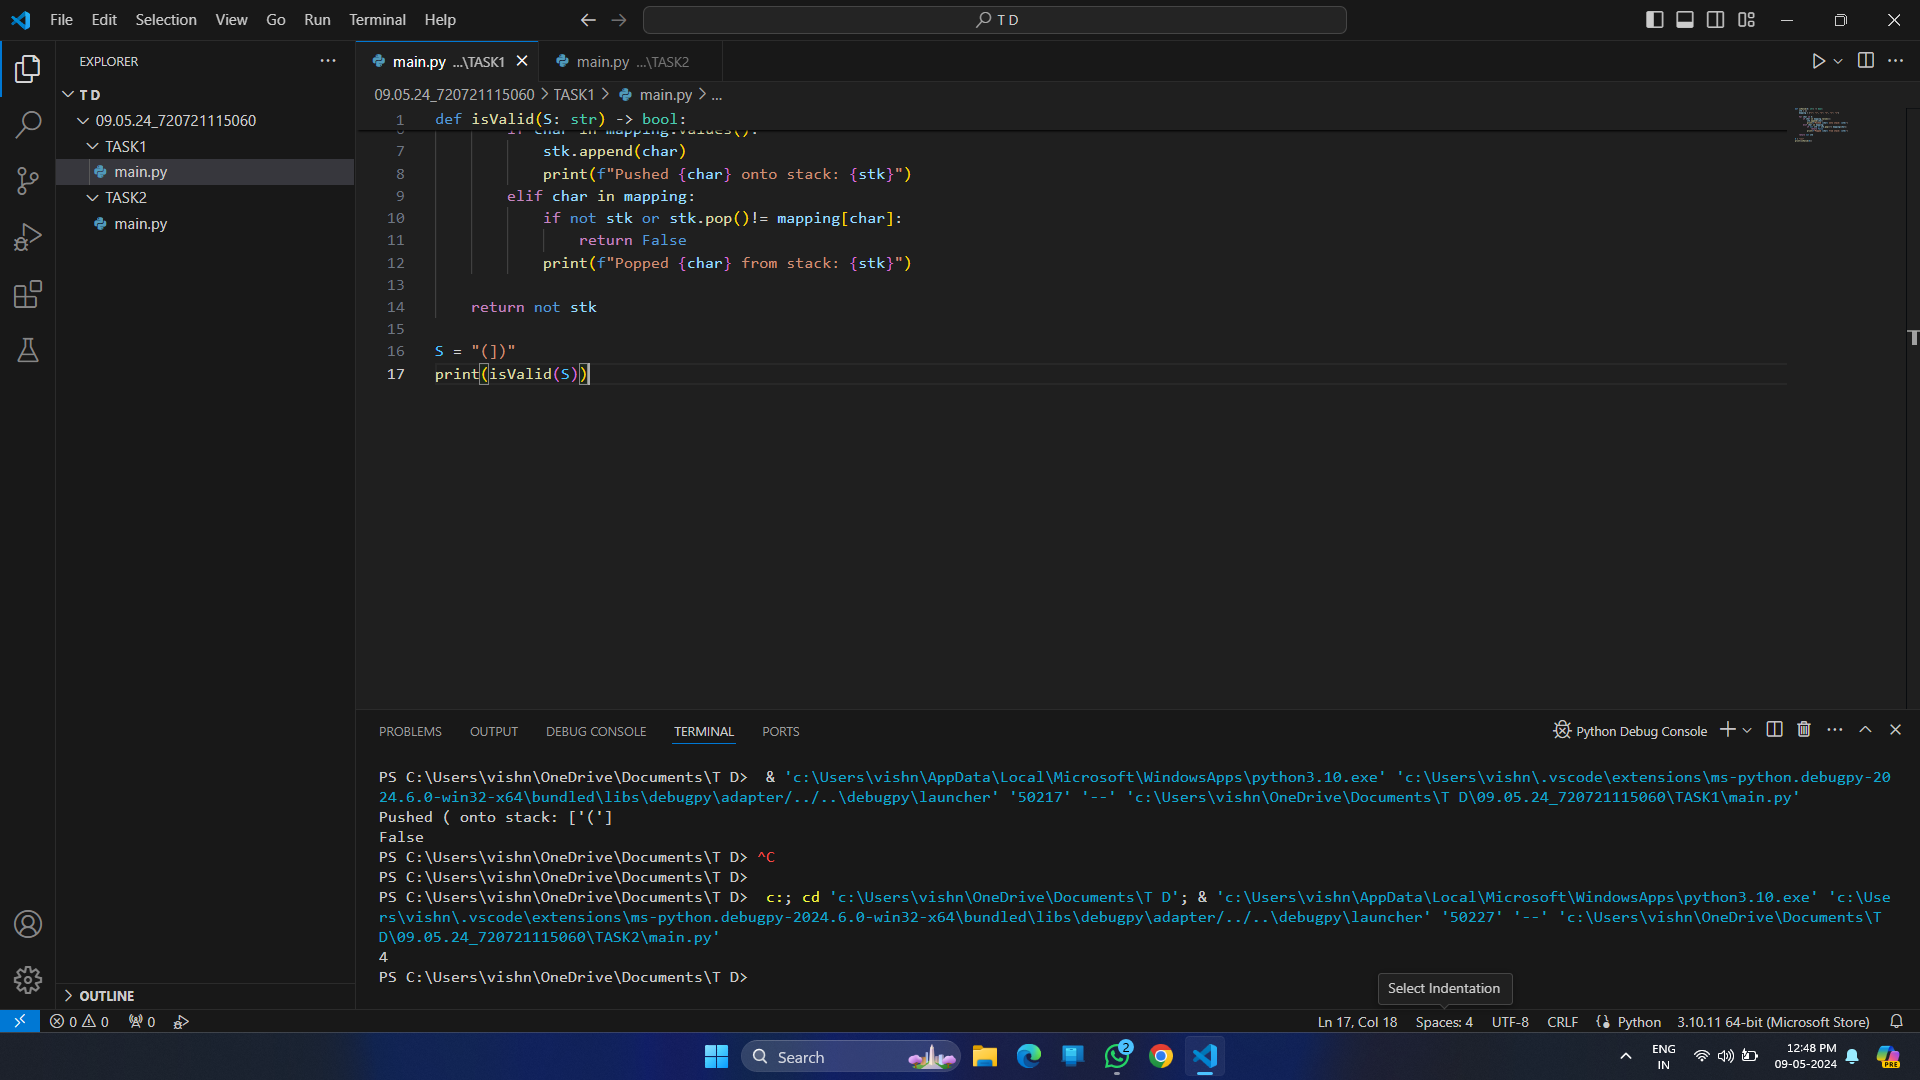 File Edit Selection View Go Run Terminal Help
T D
EXPLORER
T D
09.05.24_720721115060
TASK1
main.py
TASK2
main.py
OUTLINE
main.py ...\TASK1
main.py ...\TASK2
09.05.24_720721115060 > TASK1 > main.py > ...
1 def isValid(S: str) -> bool:
6 if char in mapping.values():
7 stk.append(char)
8 print(f"Pushed {char} onto stack: {stk}")
9 elif char in mapping:
10 if not stk or stk.pop()!= mapping[char]:
11 return False
12 print(f"Popped {char} from stack: {stk}")
13
14 return not stk
15
16 S = "(])"
17 print(isValid(S))
PROBLEMS OUTPUT DEBUG CONSOLE TERMINAL PORTS
Python Debug Console
PS C:\Users\vishn\OneDrive\Documents\T D>  & 'c:\Users\vishn\AppData\Local\Microsoft\WindowsApps\python3.10.exe' 'c:\Users\vishn\.vscode\extensions\ms-python.debugpy-20
24.6.0-win32-x64\bundled\libs\debugpy\adapter/../..\debugpy\launcher' '50217' '--' 'c:\Users\vishn\OneDrive\Documents\T D\09.05.24_720721115060\TASK1\main.py'
Pushed ( onto stack: ['(']
False
PS C:\Users\vishn\OneDrive\Documents\T D> ^C
PS C:\Users\vishn\OneDrive\Documents\T D>
PS C:\Users\vishn\OneDrive\Documents\T D>  c:; cd 'c:\Users\vishn\OneDrive\Documents\T D'; & 'c:\Users\vishn\AppData\Local\Microsoft\WindowsApps\python3.10.exe' 'c:\Use
rs\vishn\.vscode\extensions\ms-python.debugpy-2024.6.0-win32-x64\bundled\libs\debugpy\adapter/../..\debugpy\launcher' '50227' '--' 'c:\Users\vishn\OneDrive\Documents\T
D\09.05.24_720721115060\TASK2\main.py'
4
PS C:\Users\vishn\OneDrive\Documents\T D>
Select Indentation
0 0 0
Ln 17, Col 18 Spaces: 4 UTF-8 CRLF Python 3.10.11 64-bit (Microsoft Store)
Search
2
ENG
IN
12:48 PM
09-05-2024
PRE